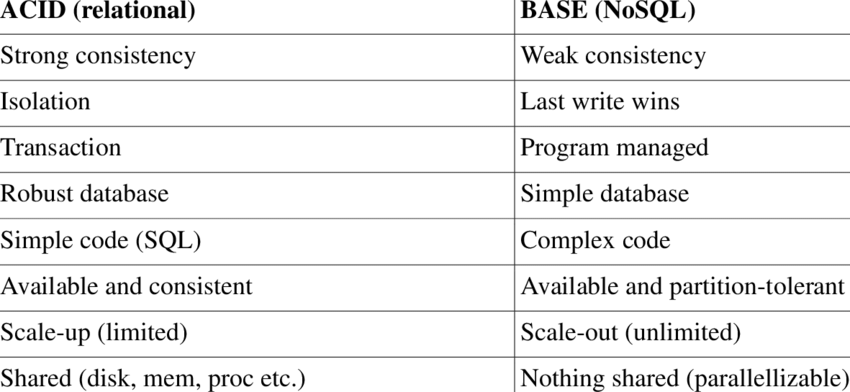 ACID (relational) BASE (NoSQL)
Strong consistency Weak consistency
Isolation Last write wins
Transaction Program managed
Robust database Simple database
Simple code (SQL) Complex code
Available and consistent Available and partition-tolerant
Scale-up (limited) Scale-out (unlimited)
Shared (disk, mem, proc etc.) Nothing shared (parallellizable)